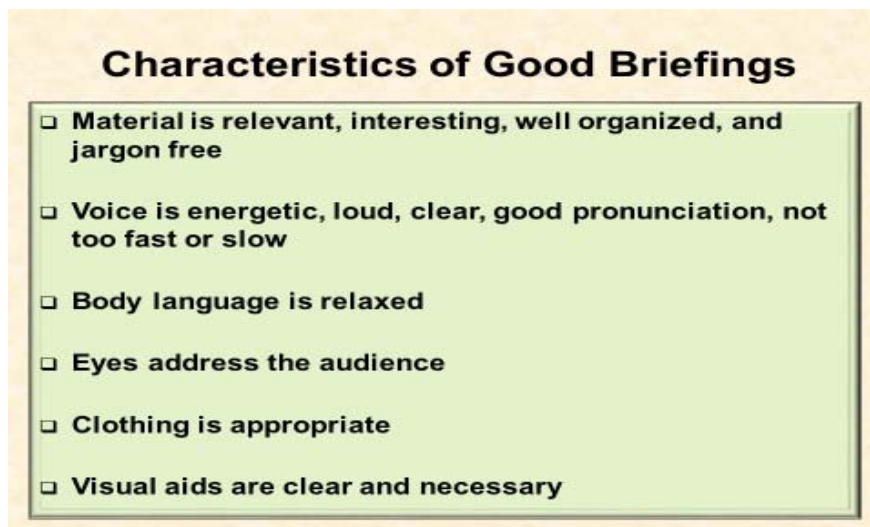 Characteristics of Good Briefings
❑ Material is relevant, interesting, well organized, and
jargon free
❑ Voice is energetic, loud, clear, good pronunciation, not
too fast or slow
❑ Body language is relaxed
❑ Eyes address the audience
❑ Clothing is appropriate
❑ Visual aids are clear and necessary